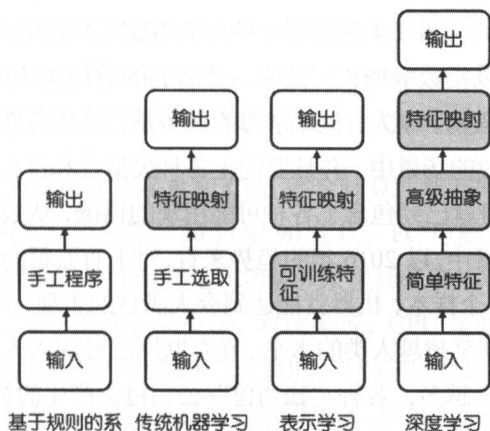 输出
输出
输出
输出
特征映射
特征映射
特征映射
高级抽象
手工程序
手工选取
可训练特
征
简单特征
输入
输入
输入
输入
基于规则的系
传统机器学习
表示学习
深度学习